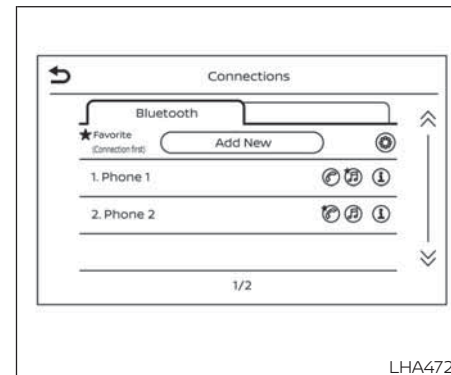 Connections
Bluetooth
★Favorite
(Connection first)
Add New
1. Phone 1
2. Phone 2
1/2
LHA472